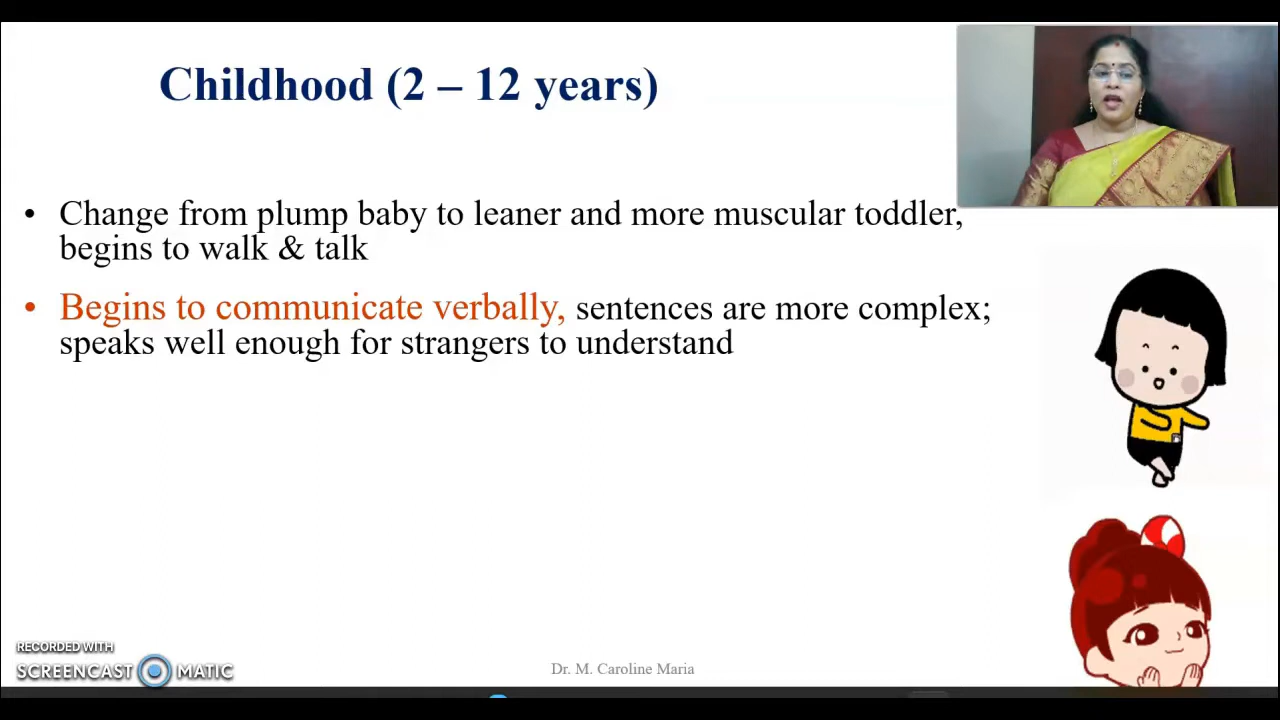 Childhood (2 – 12 years)
• Change from plump baby to leaner and more muscular toddler,
begins to walk & talk
• Begins to communicate verbally, sentences are more complex;
speaks well enough for strangers to understand
RECORDED WITH
SCREENCAST MATIC
Dr. M. Caroline Maria